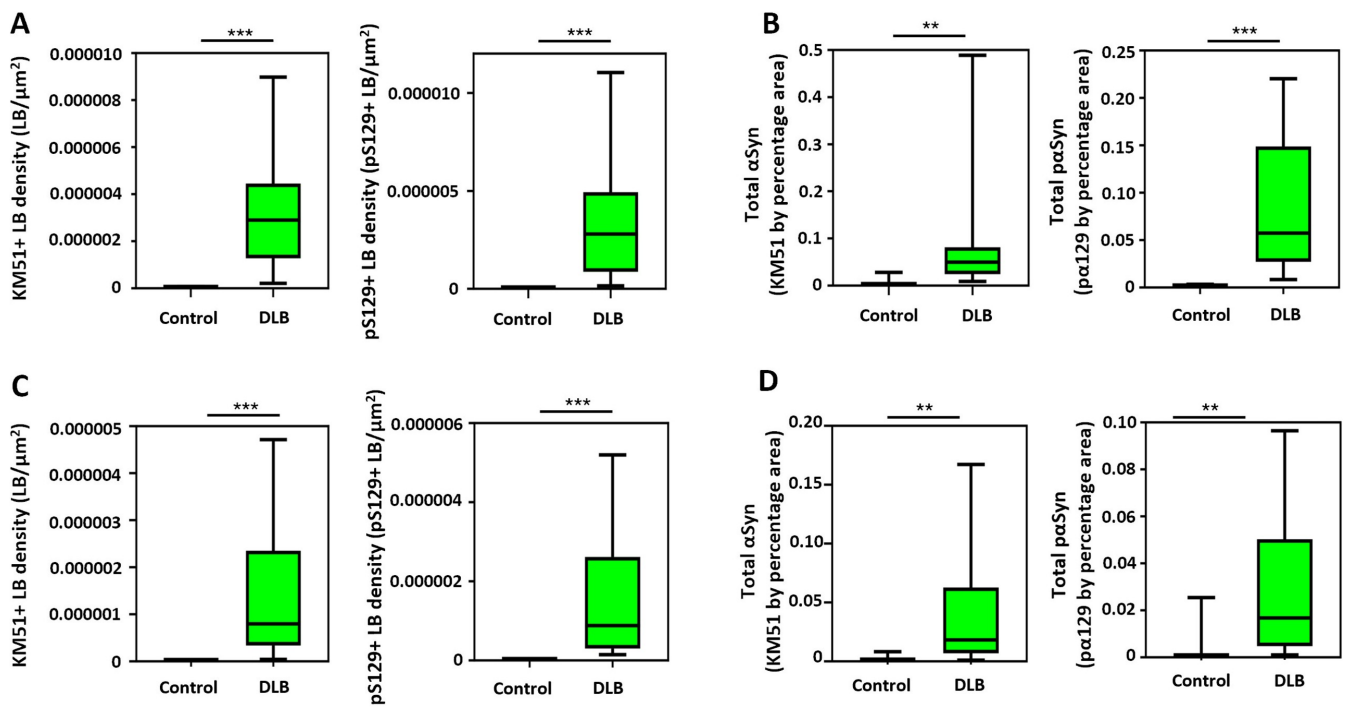 A
***
KM51+ LB density (LB/µm²)
0.000010
0.000008
0.000006
0.000004
0.000002
0
Control
DLB
***
pS129+ LB density (pS129+ LB/µm²)
0.000010
0.000005
0
Control
DLB
B
**
Total αSyn
(KM51 by percentage area)
0.5
0.4
0.3
0.2
0.1
0
Control
DLB
***
Total pαSyn
(pα129 by percentage area)
0.25
0.20
0.15
0.10
0.05
0
Control
DLB
C
***
KM51+ LB density (LB/µm²)
0.000005
0.000004
0.000003
0.000002
0.000001
0
Control
DLB
***
pS129+ LB density (pS129+ LB/µm²)
0.000006
0.000004
0.000002
0
Control
DLB
D
**
Total αSyn
(KM51 by percentage area)
0.20
0.15
0.10
0.05
0
Control
DLB
**
Total pαSyn
(pα129 by percentage area)
0.10
0.08
0.06
0.04
0.02
0
Control
DLB